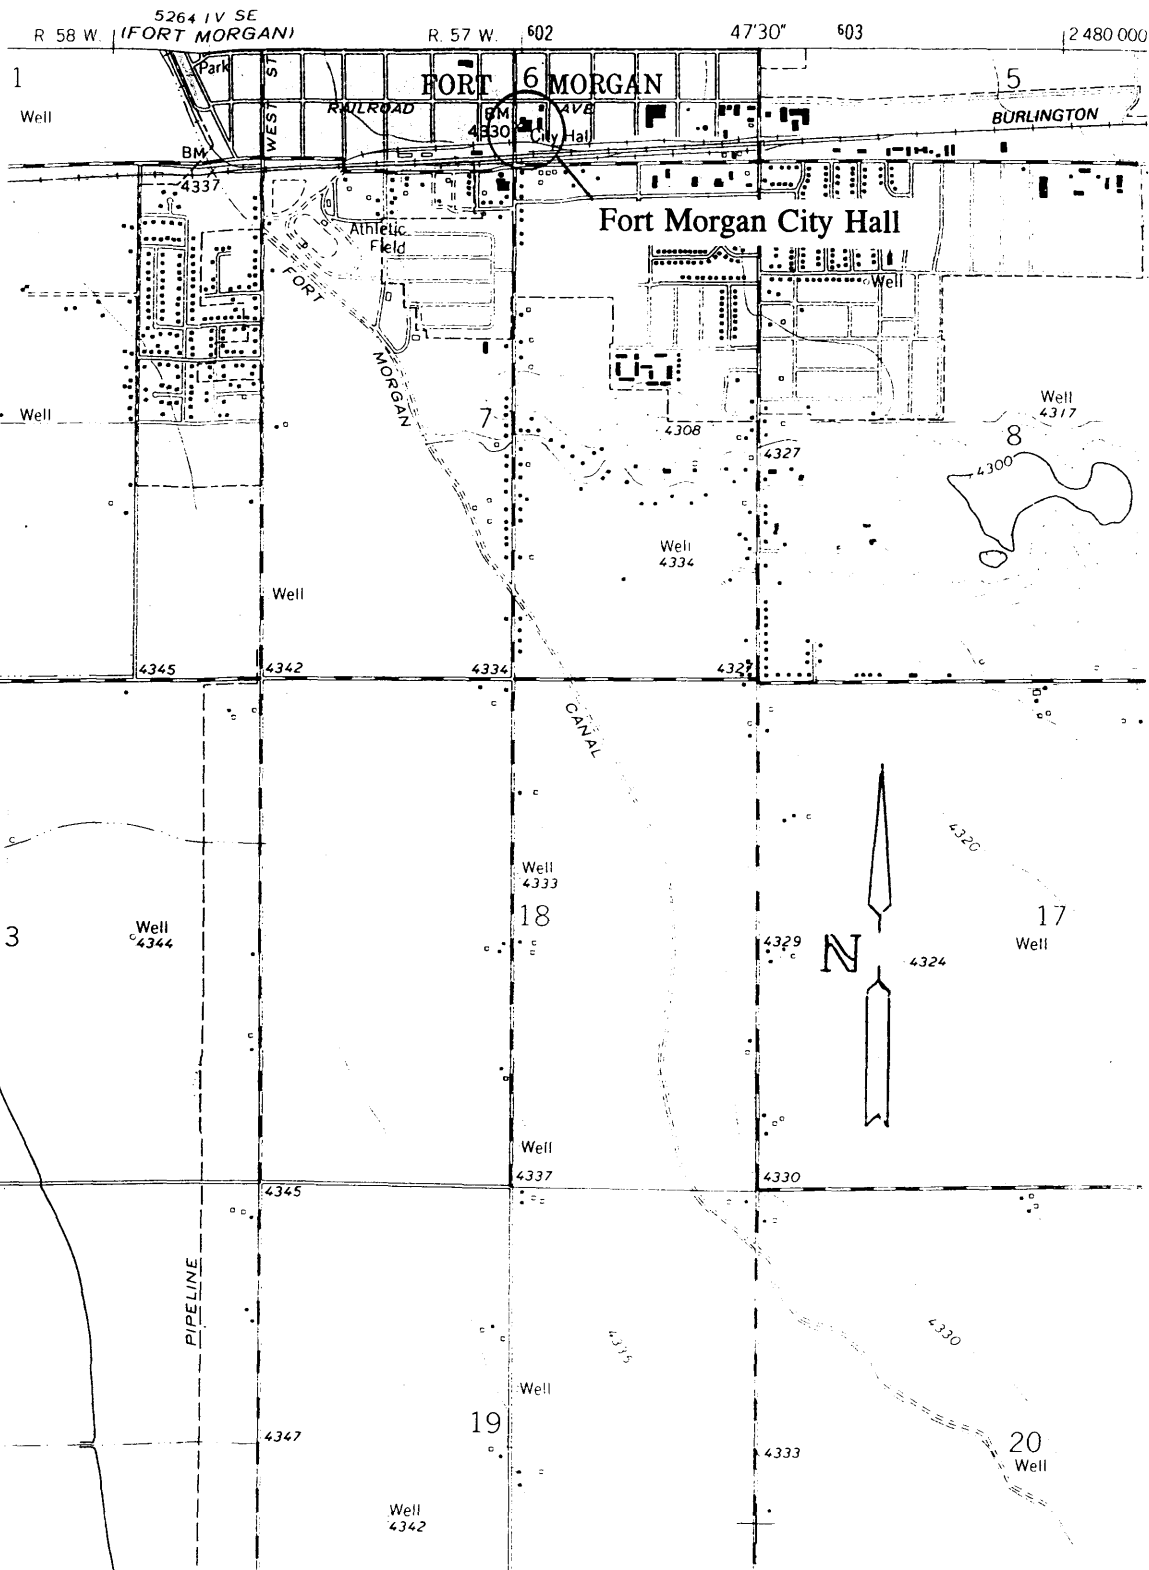 5264 IV SE
(FORT MORGAN)
R. 58 W.
R. 57 W.
602
47'30"
603
2 480 000
1
Well
Park
WEST ST
FORT 6 MORGAN
5
RAILROAD AVE
BURLINGTON
BM
4330
City Hall
BM
4337
Fort Morgan City Hall
Athletic
Field
FORT
Well
MORGAN
Well
7
4308
Well
4317
8
4327
4300
Well
4334
Well
4345
4342
4334
4327
CANAL
4320
Well
4333
3
Well
4344
18
17
Well
4329
N
4324
Well
4337
4345
4330
PIPELINE
4335
4330
Well
19
4347
20
Well
4333
Well
4342